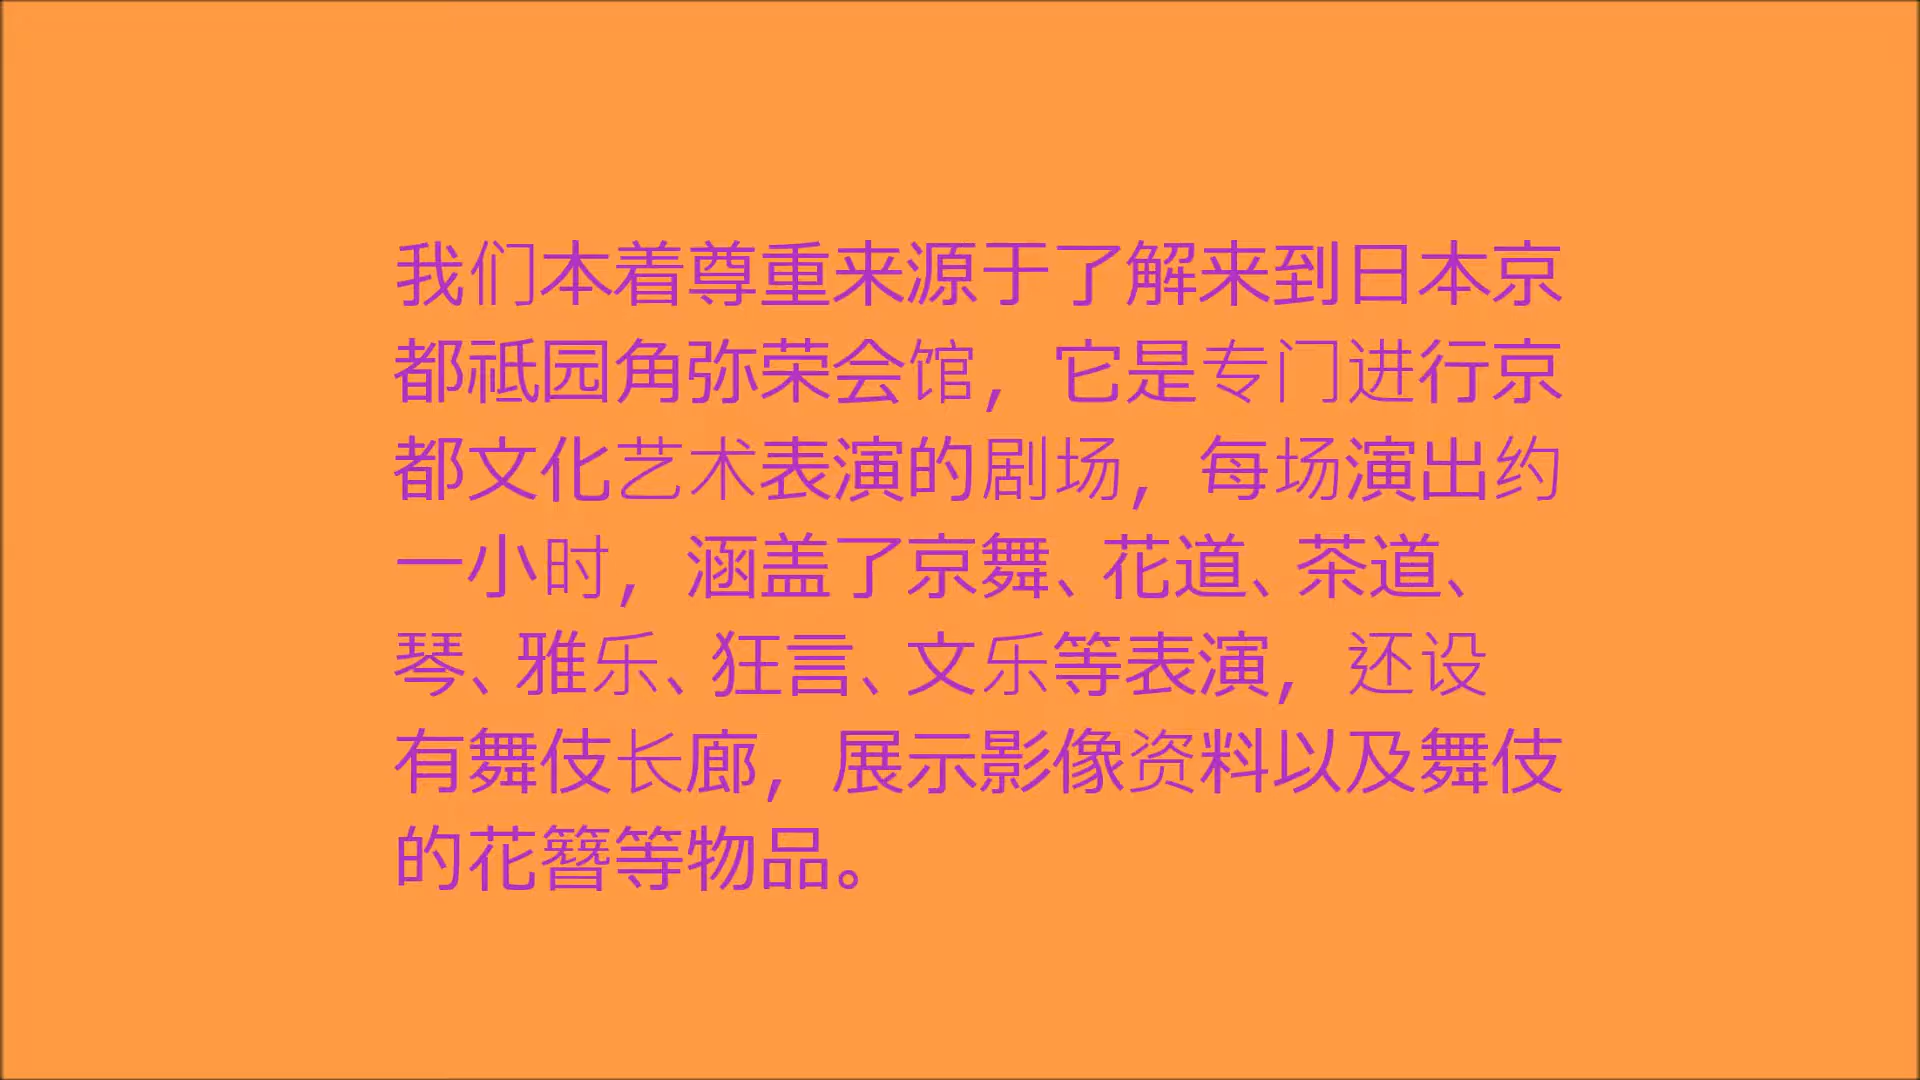 我们本着尊重来源于了解来到日本京
都祗园角弥荣会馆，它是专门进行京
都文化艺术表演的剧场，每场演出约
一小时，涵盖了京舞、花道、茶道、
琴、雅乐、狂言、文乐等表演，还设
有舞伎长廊，展示影像资料以及舞伎
的花簪等物品。